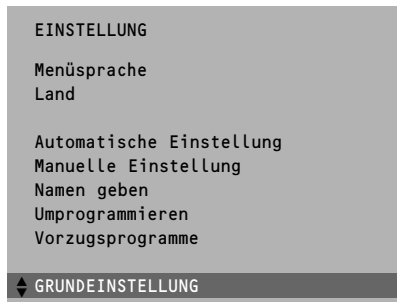 EINSTELLUNG
Menüsprache
Land
Automatische Einstellung
Manuelle Einstellung
Namen geben
Umprogrammieren
Vorzugsprogramme
GRUNDEINSTELLUNG